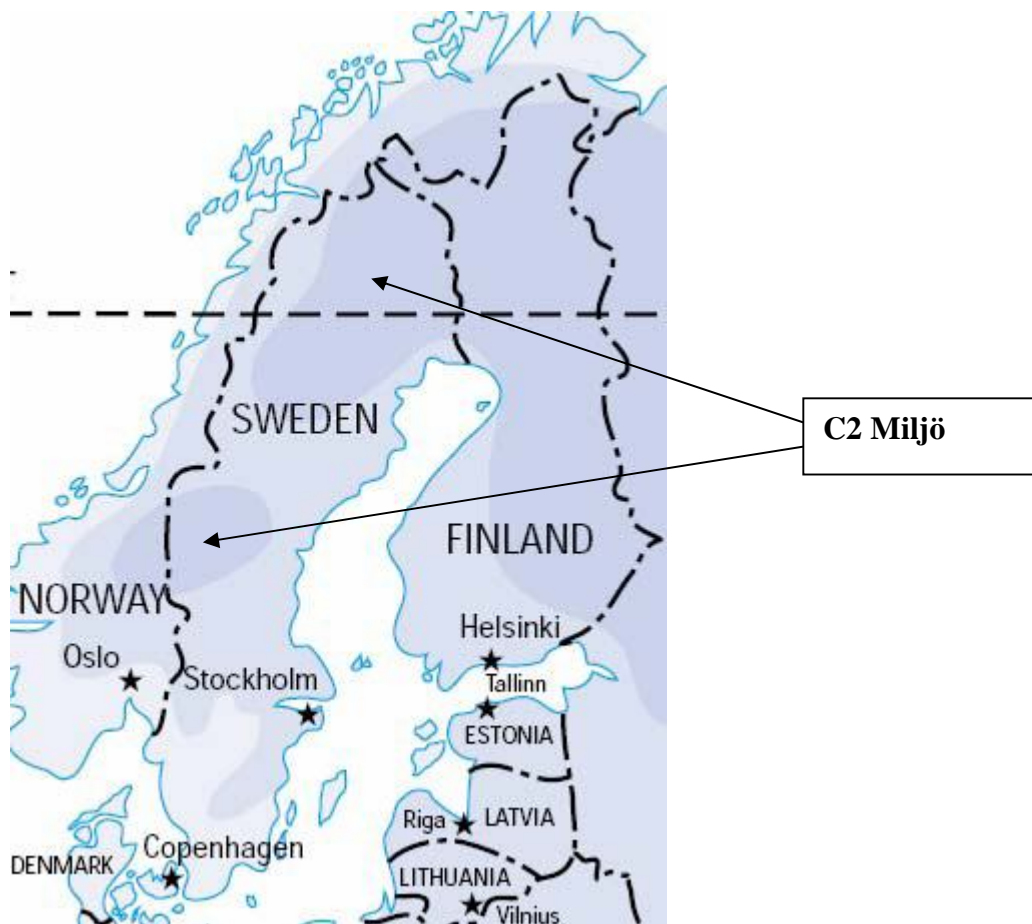 SWEDEN
C2 Miljö
FINLAND
NORWAY
Helsinki
Oslo
Stockholm
Tallinn
ESTONIA
Riga
LATVIA
Copenhagen
DENMARK
LITHUANIA
Vilnius